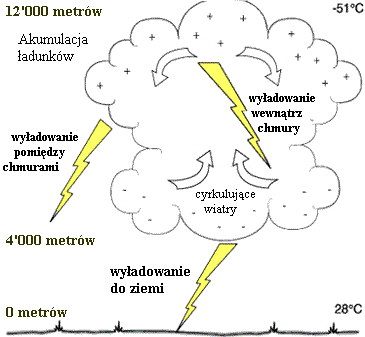 12'000 metrów
-51°C
Akumulacja
ładunków
wyładowanie
wewnątrz
chmury
wyładowanie
pomiędzy
chmurami
cyrkulujące
wiatry
4'000 metrów
wyładowanie
do ziemi
0 metrów
28°C